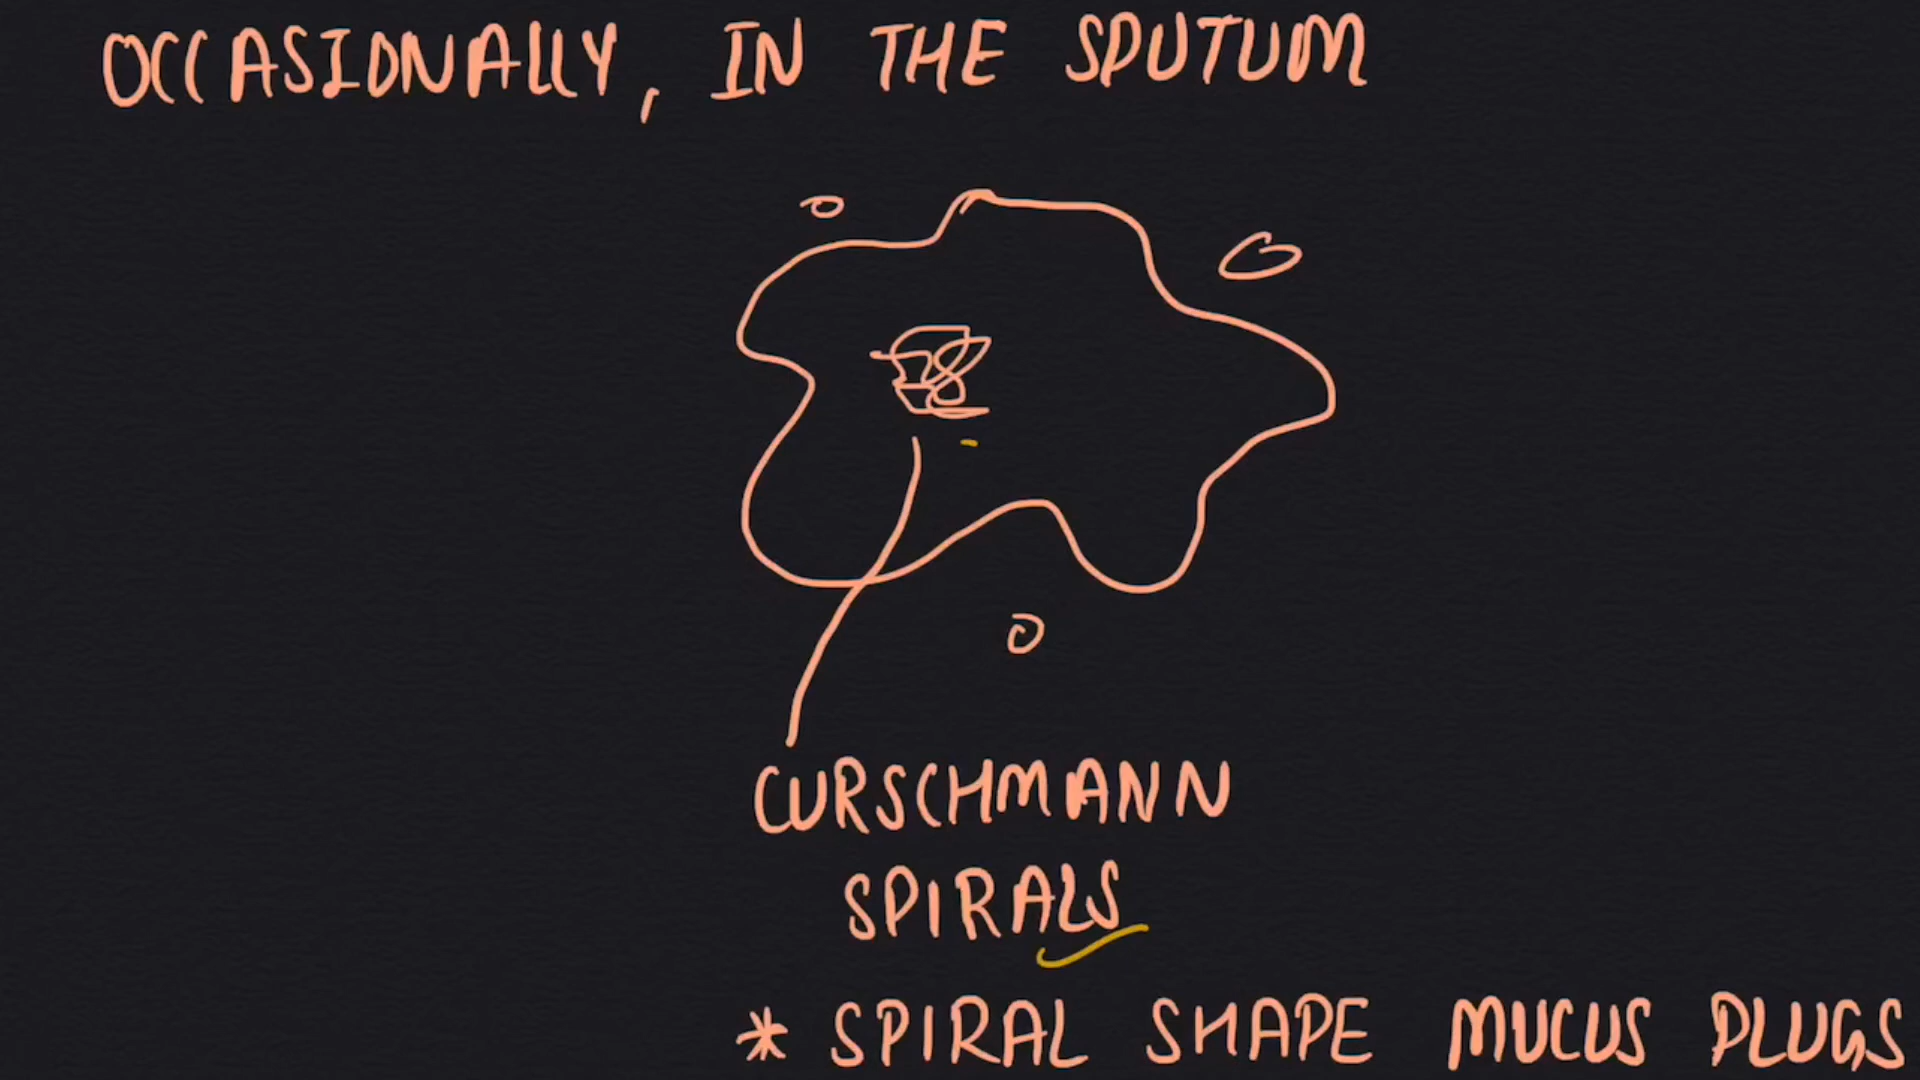 OCCASIONALLY, IN THE SPUTUM
CURSCHMANN
SPIRALS
* SPIRAL SHAPE MUCUS PLUGS